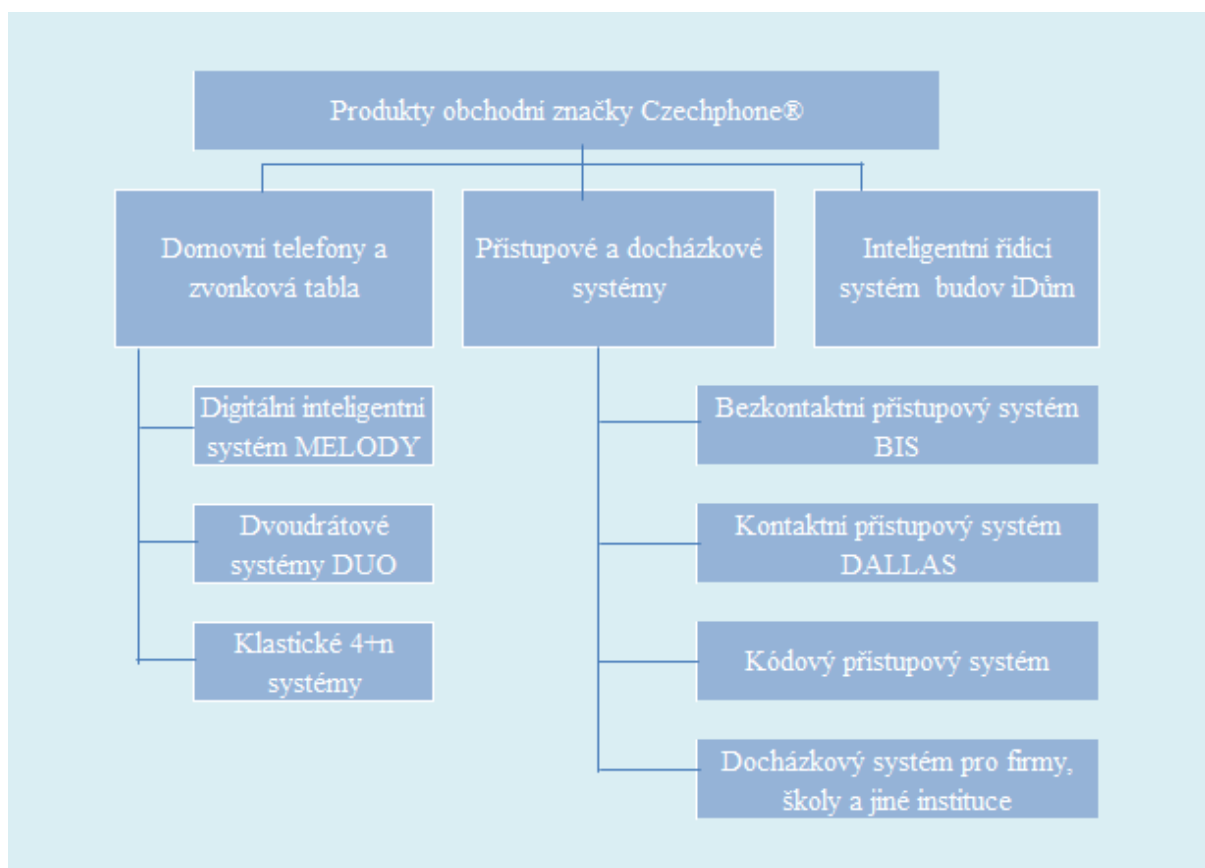 Produkty obchodní značky Czechphone®
Domovní telefony a
zvonková tabla
Přístupové a docházkové
systémy
Inteligentní řídící
systém budov iDům
Digitální inteligentní
systém MELODY
Dvoudrátové
systémy DUO
Klastické 4+n
systémy
Bezkontaktní přístupový systém
BIS
Kontaktní přístupový systém
DALLAS
Kódový přístupový systém
Docházkový systém pro firmy,
školy a jiné instituce